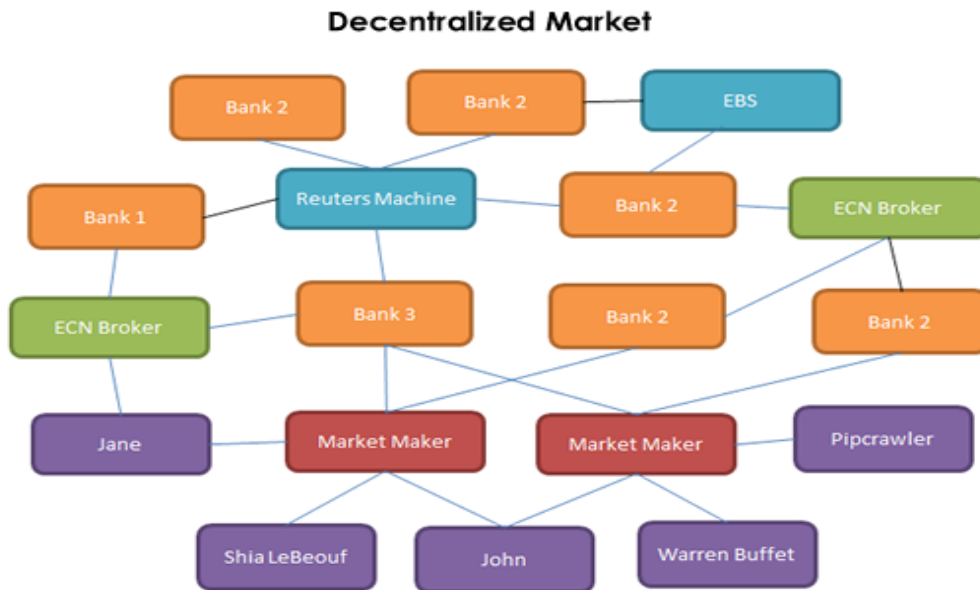 Decentralized Market
Bank 2
Bank 2
EBS
Bank 1
Reuters Machine
Bank 2
ECN Broker
ECN Broker
Bank 3
Bank 2
Bank 2
Jane
Market Maker
Market Maker
Pipcrawler
Shia LeBeouf
John
Warren Buffet